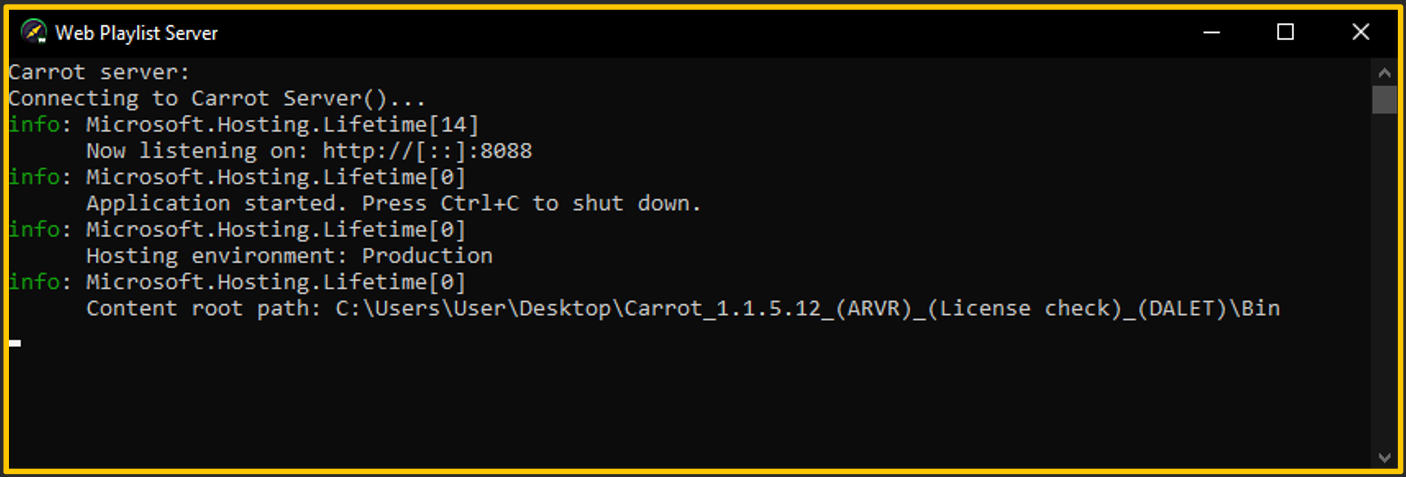 Web Playlist Server
Carrot server:
Connecting to Carrot Server()...
info: Microsoft.Hosting.Lifetime[14]
Now listening on: http://[::]:8088
info: Microsoft.Hosting.Lifetime[0]
Application started. Press Ctrl+C to shut down.
info: Microsoft.Hosting.Lifetime[0]
Hosting environment: Production
info: Microsoft.Hosting.Lifetime[0]
Content root path: C:\Users\User\Desktop\Carrot_1.1.5.12_(ARVR)_(License check)_(DALET)\Bin